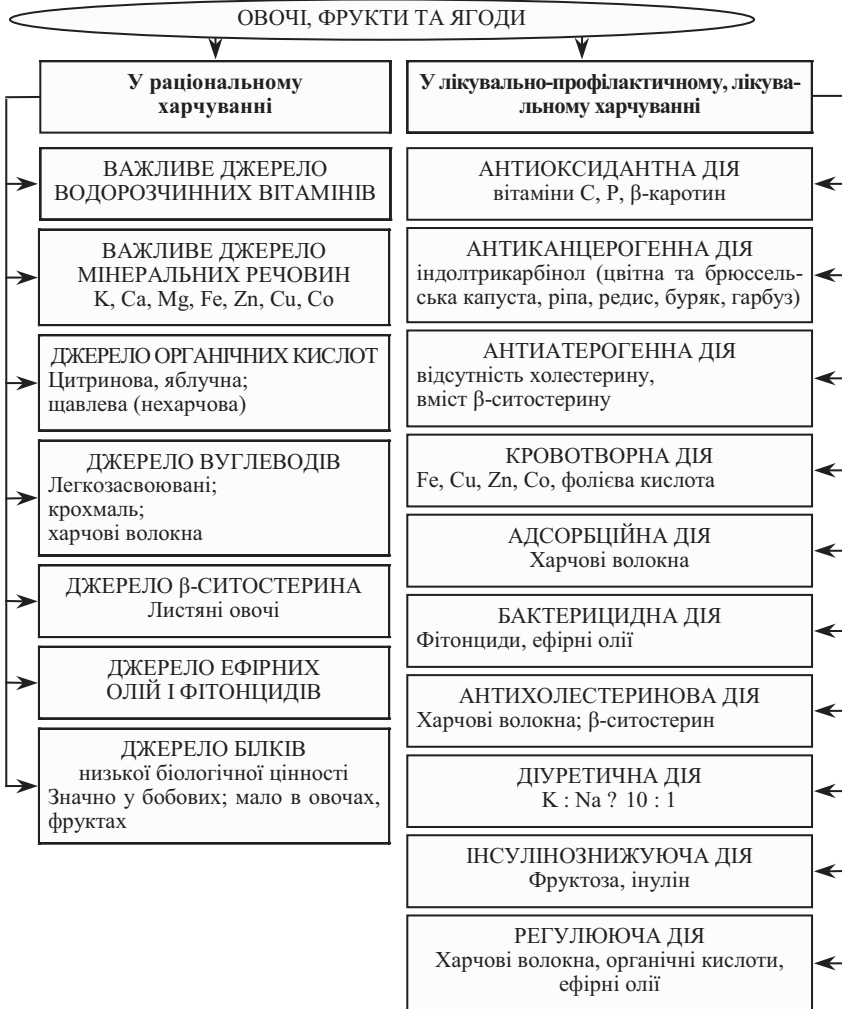 ОВОЧІ, ФРУКТИ ТА ЯГОДИ
У раціональному
харчуванні
ВАЖЛИВЕ ДЖЕРЕЛО
ВОДОРОЗЧИННИХ ВІТАМІНІВ
ВАЖЛИВЕ ДЖЕРЕЛО
МІНЕРАЛЬНИХ РЕЧОВИН
K, Ca, Mg, Fe, Zn, Cu, Co
ДЖЕРЕЛО ОРГАНІЧНИХ КИСЛОТ
Цитринова, яблучна;
щавлева (нехарчова)
ДЖЕРЕЛО ВУГЛЕВОДІВ
Легкозасвоювані;
крохмаль;
харчові волокна
ДЖЕРЕЛО β-СИТОСТЕРИНА
Листяні овочі
ДЖЕРЕЛО ЕФІРНИХ
ОЛІЙ І ФІТОНЦИДІВ
ДЖЕРЕЛО БІЛКІВ
низької біологічної цінності
Значно у бобових; мало в овочах,
фруктах
У лікувально-профілактичному, лікува-
льному харчуванні
АНТИОКСИДАНТНА ДІЯ
вітаміни С, Р, β-каротин
АНТИКАНЦЕРОГЕННА ДІЯ
індолтрикарбінол (цвітна та брюссель-
ська капуста, ріпа, редис, буряк, гарбуз)
АНТИАТЕРОГЕННА ДІЯ
відсутність холестерину,
вміст β-ситостерину
КРОВОТВОРНА ДІЯ
Fe, Cu, Zn, Co, фолієва кислота
АДСОРБЦІЙНА ДІЯ
Харчові волокна
БАКТЕРИЦИДНА ДІЯ
Фітонциди, ефірні олії
АНТИХОЛЕСТЕРИНОВА ДІЯ
Харчові волокна; β-ситостерин
ДІУРЕТИЧНА ДІЯ
K : Na ? 10 : 1
ІНСУЛІНОЗНИЖУЮЧА ДІЯ
Фруктоза, інулін
РЕГУЛЮЮЧА ДІЯ
Харчові волокна, органічні кислоти,
ефірні олії